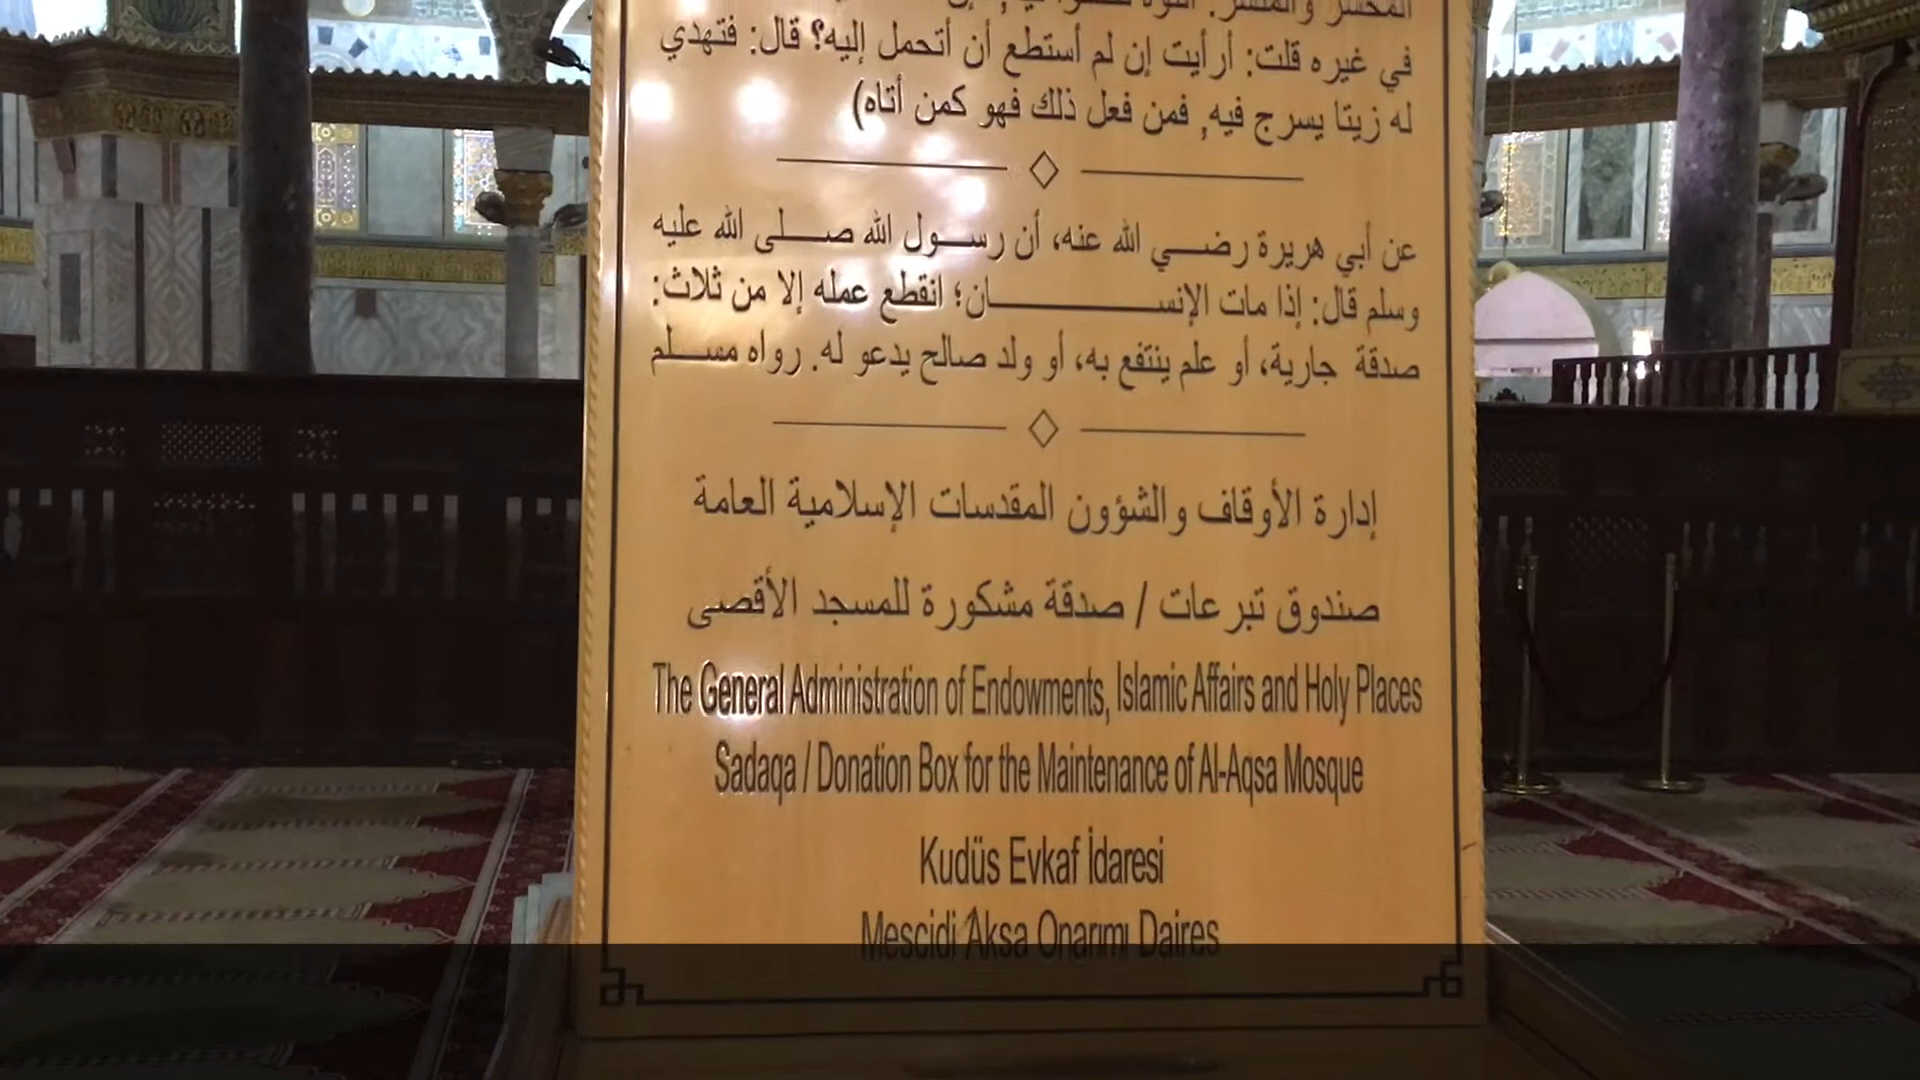 المحشر والمنشر.
في غيره قلت: أرأيت إن لم أستطع أن أتحمل إليه؟ قال: فتهدي
له زيتا يسرج فيه, فمن فعل ذلك فهو كمن أتاه)
عن أبي هريرة رضي الله عنه، أن رسول الله صلى الله عليه
وسلم قال: إذا مات الإنسان؛ انقطع عمله إلا من ثلاث:
صدقة جارية، أو علم ينتفع به، أو ولد صالح يدعو له. رواه مسلم
إدارة الأوقاف والشؤون المقدسات الإسلامية العامة
صندوق تبرعات / صدقة مشكورة للمسجد الأقصى
The General Administration of Endowments, Islamic Affairs and Holy Places
Sadaqa / Donation Box for the Maintenance of Al-Aqsa Mosque
Kudüs Evkaf İdaresi
Mescidi Aksa Onarımı Daires